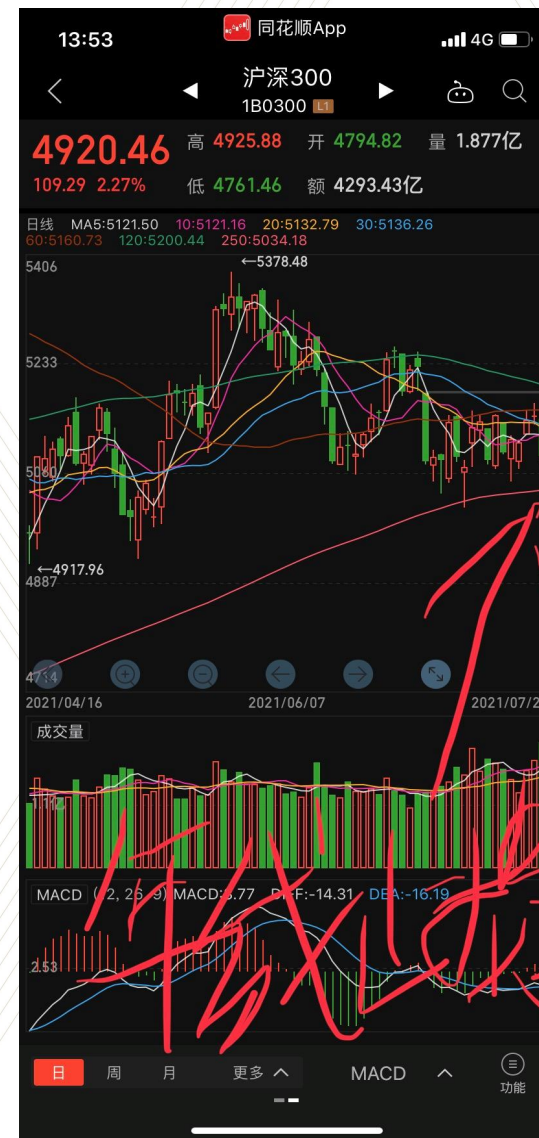 13:53
同花顺App
4G
沪深300
1B0300 L1
4920.46
高 4925.88 开 4794.82 量 1.877亿
109.29 2.27%
低 4761.46 额 4293.43亿
日线 MA5:5121.50 10:5121.16 20:5132.79 30:5136.26
60:5160.73 120:5200.44 250:5034.18
5406
←5378.48
5233
5060
←4917.96
4887
4714
2021/04/16 2021/06/07 2021/07/2
成交量
MACD MACD: -14.31 DEA:-16.19
2.53
日 周 月 更多 MACD 功能